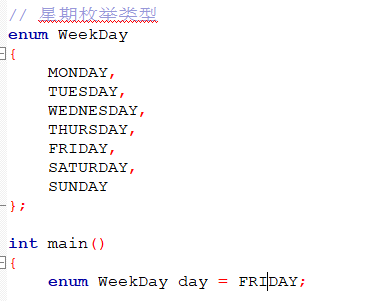 // 星期枚举类型
enum WeekDay
{
MONDAY,
TUESDAY,
WEDNESDAY,
THURSDAY,
FRIDAY,
SATURDAY,
SUNDAY
};
int main()
{
enum WeekDay day = FRIDAY;